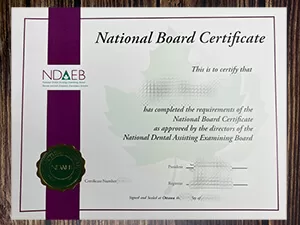 National Board Certificate
This is to certify that
NDAEB
has completed the requirements of the
National Board Certificate
as approved by the directors of the
National Dental Assisting Examining Board
President
Registrar
Certificate Number
Signed and Sealed at Ottawa